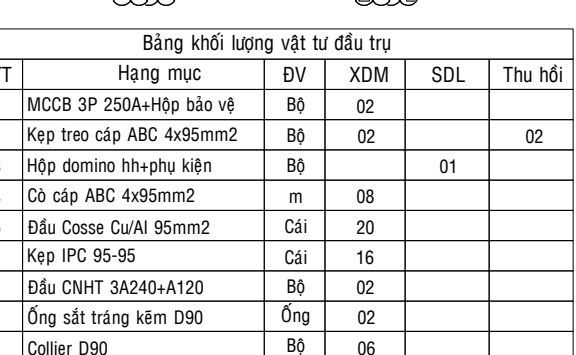 Bảng khối lượng vật tư đầu trụ
Hạng mục ĐV XDM SDL Thu hồi
MCCB 3P 250A+Hộp bảo vệ Bộ 02
Kẹp treo cáp ABC 4x95mm2 Bộ 02 02
Hộp domino hh+phụ kiện Bộ 01
Cò cáp ABC 4x95mm2 m 08
Đầu Cosse Cu/Al 95mm2 Cái 20
Kẹp IPC 95-95 Cái 16
Đầu CNHT 3A240+A120 Bộ 02
Ống sắt tráng kẽm D90 Ống 02
Collier D90 Bộ 06